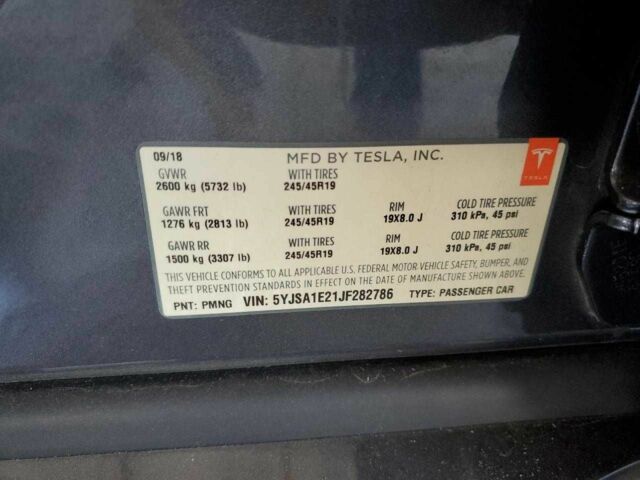 09/18 MFD BY TESLA, INC.
GVWR WITH TIRES
2600 kg (5732 lb) 245/45R19
TESLA
GAWR FRT WITH TIRES RIM COLD TIRE PRESSURE
1276 kg (2813 lb) 245/45R19 19X8.0 J 310 kPa, 45 psi
GAWR RR WITH TIRES RIM COLD TIRE PRESSURE
1500 kg (3307 lb) 245/45R19 19X8.0 J 310 kPa, 45 psi
THIS VEHICLE CONFORMS TO ALL APPLICABLE U.S. FEDERAL MOTOR VEHICLE SAFETY, BUMPER, AND
THEFT PREVENTION STANDARDS IN EFFECT ON THE DATE OF MANUFACTURE SHOWN ABOVE.
PNT: PMNG VIN: 5YJSA1E21JF282786 TYPE: PASSENGER CAR